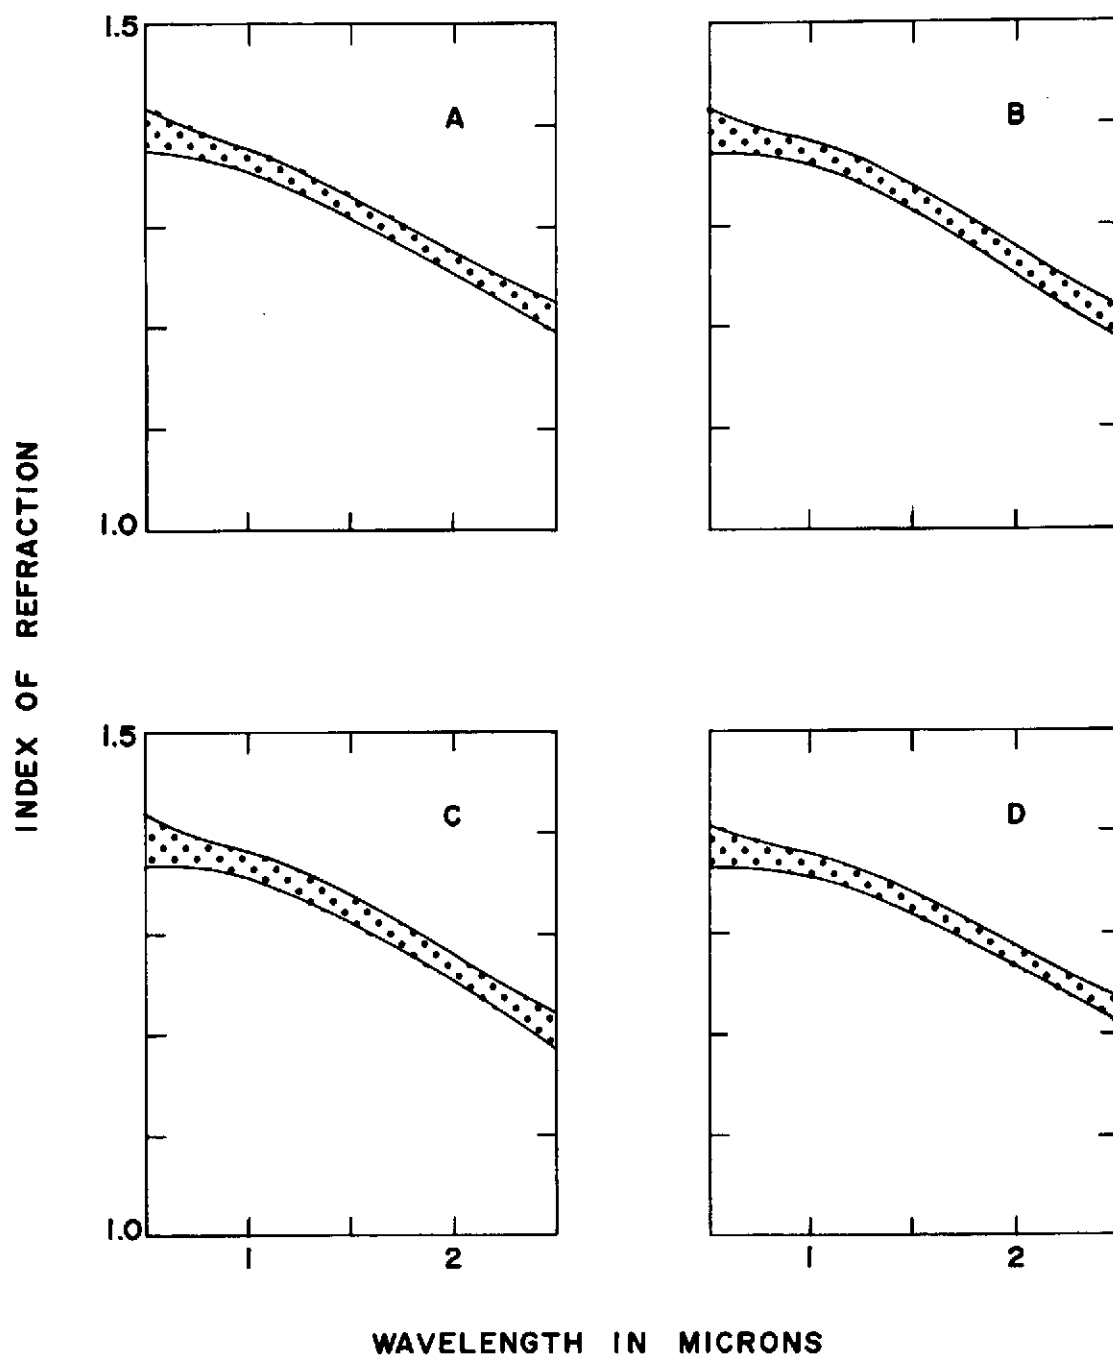 1.5
A
B
1.0
INDEX OF REFRACTION
1.5
C
D
1.0
1 2 1 2
WAVELENGTH IN MICRONS